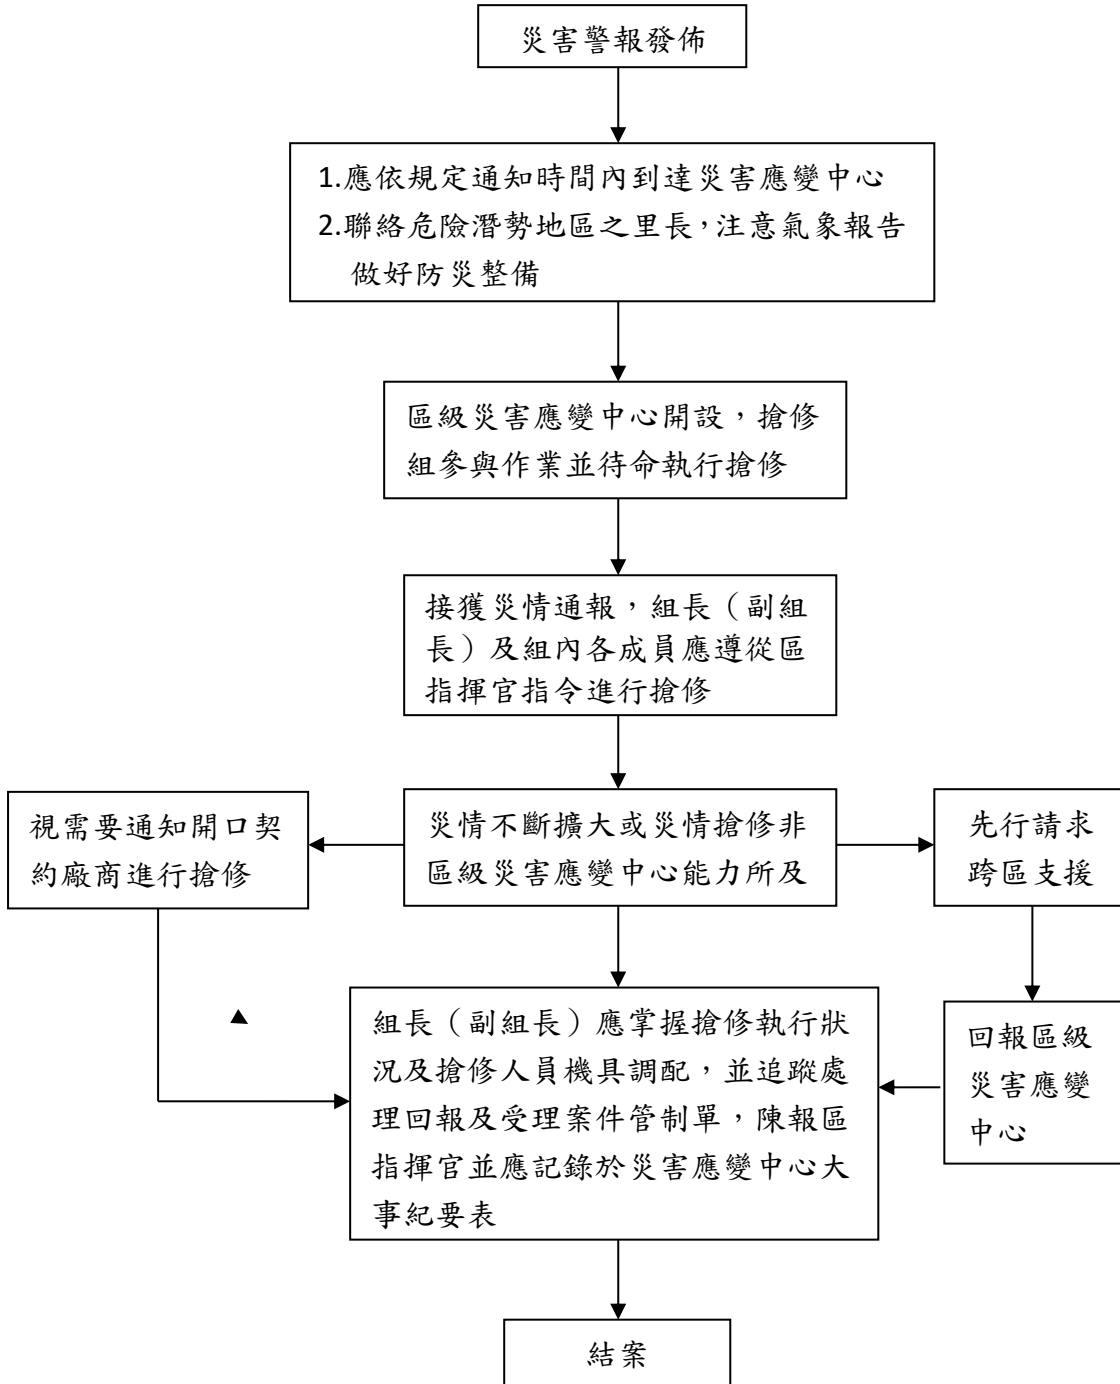 災害警報發佈
1.應依規定通知時間內到達災害應變中心
2.聯絡危險潛勢地區之里長,注意氣象報告
做好防災整備
區級災害應變中心開設,搶修
組參與作業並待命執行搶修
接獲災情通報,組長(副組
長)及組內各成員應遵從區
指揮官指令進行搶修
視需要通知開口契
約廠商進行搶修
災情不斷擴大或災情搶修非
區級災害應變中心能力所及
先行請求
跨區支援
組長(副組長)應掌握搶修執行狀
況及搶修人員機具調配,並追蹤處
理回報及受理案件管制單,陳報區
指揮官並應記錄於災害應變中心大
事紀要表
回報區級
災害應變
中心
結案